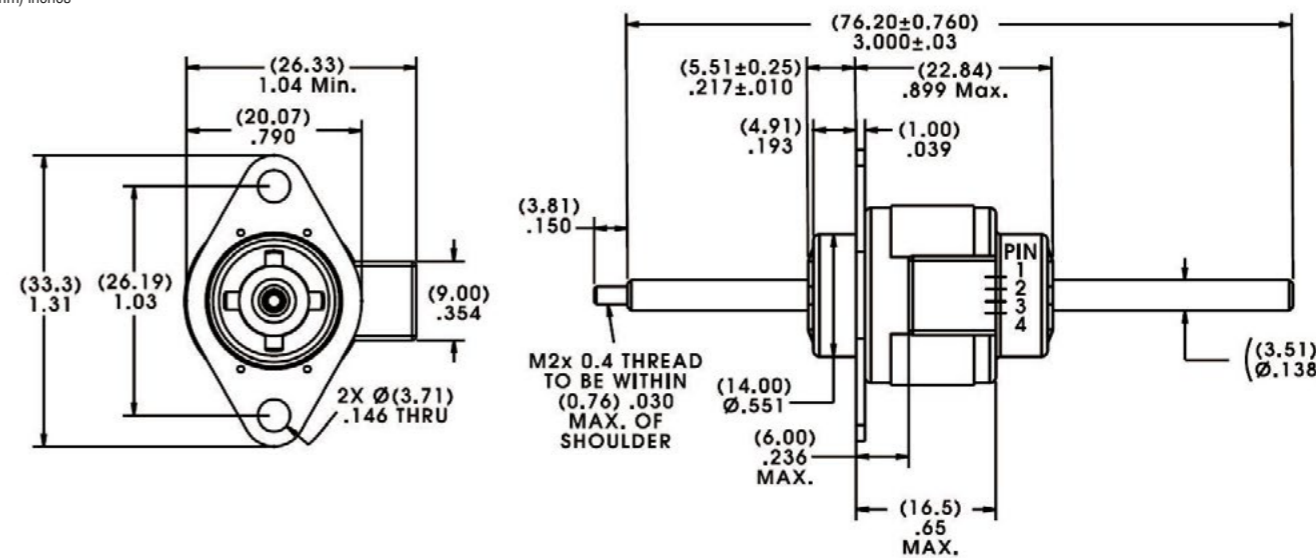 (26.33)
1.04 Min.
(20.07)
.790
(33.3)
1.31
(26.19)
1.03
(9.00)
.354
2X Ø(3.71)
.146 THRU
(76.20±0.760)
3.000±.03
(5.51±0.25)
.217±.010
(22.84)
.899 Max.
(4.91)
.193
(1.00)
.039
(3.81)
.150
PIN
1
2
3
4
M2x 0.4 THREAD
TO BE WITHIN
(0.76) .030
MAX. OF
SHOULDER
(14.00)
Ø.551
(3.51)
Ø.138
(6.00)
.236
MAX.
(16.5)
.65
MAX.